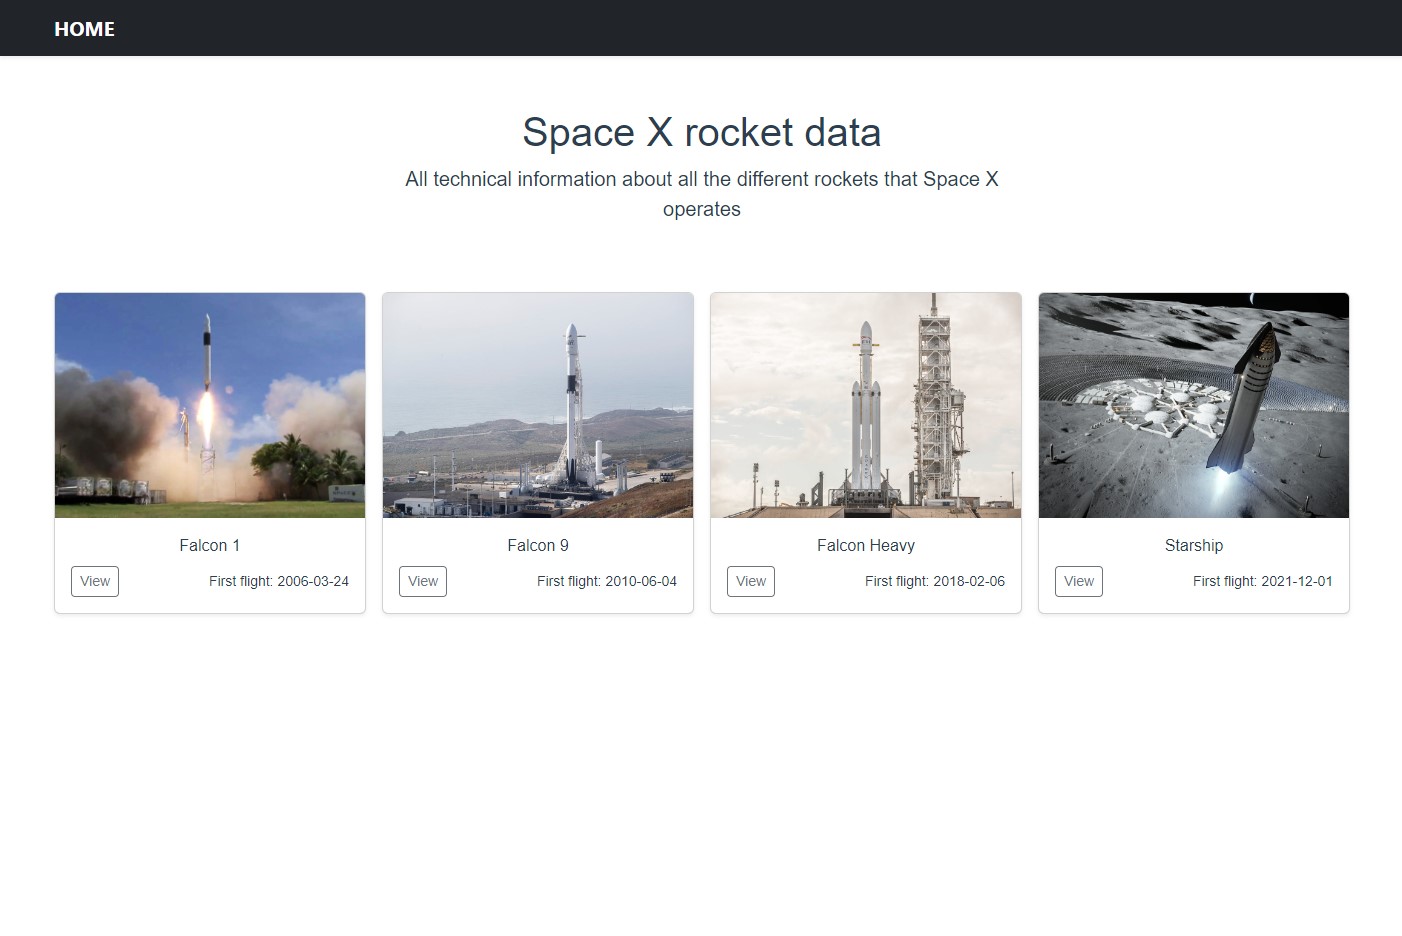 HOME
Space X rocket data
All technical information about all the different rockets that Space X
operates
Falcon 1
View
First flight: 2006-03-24
Falcon 9
View
First flight: 2010-06-04
Falcon Heavy
View
First flight: 2018-02-06
Starship
View
First flight: 2021-12-01